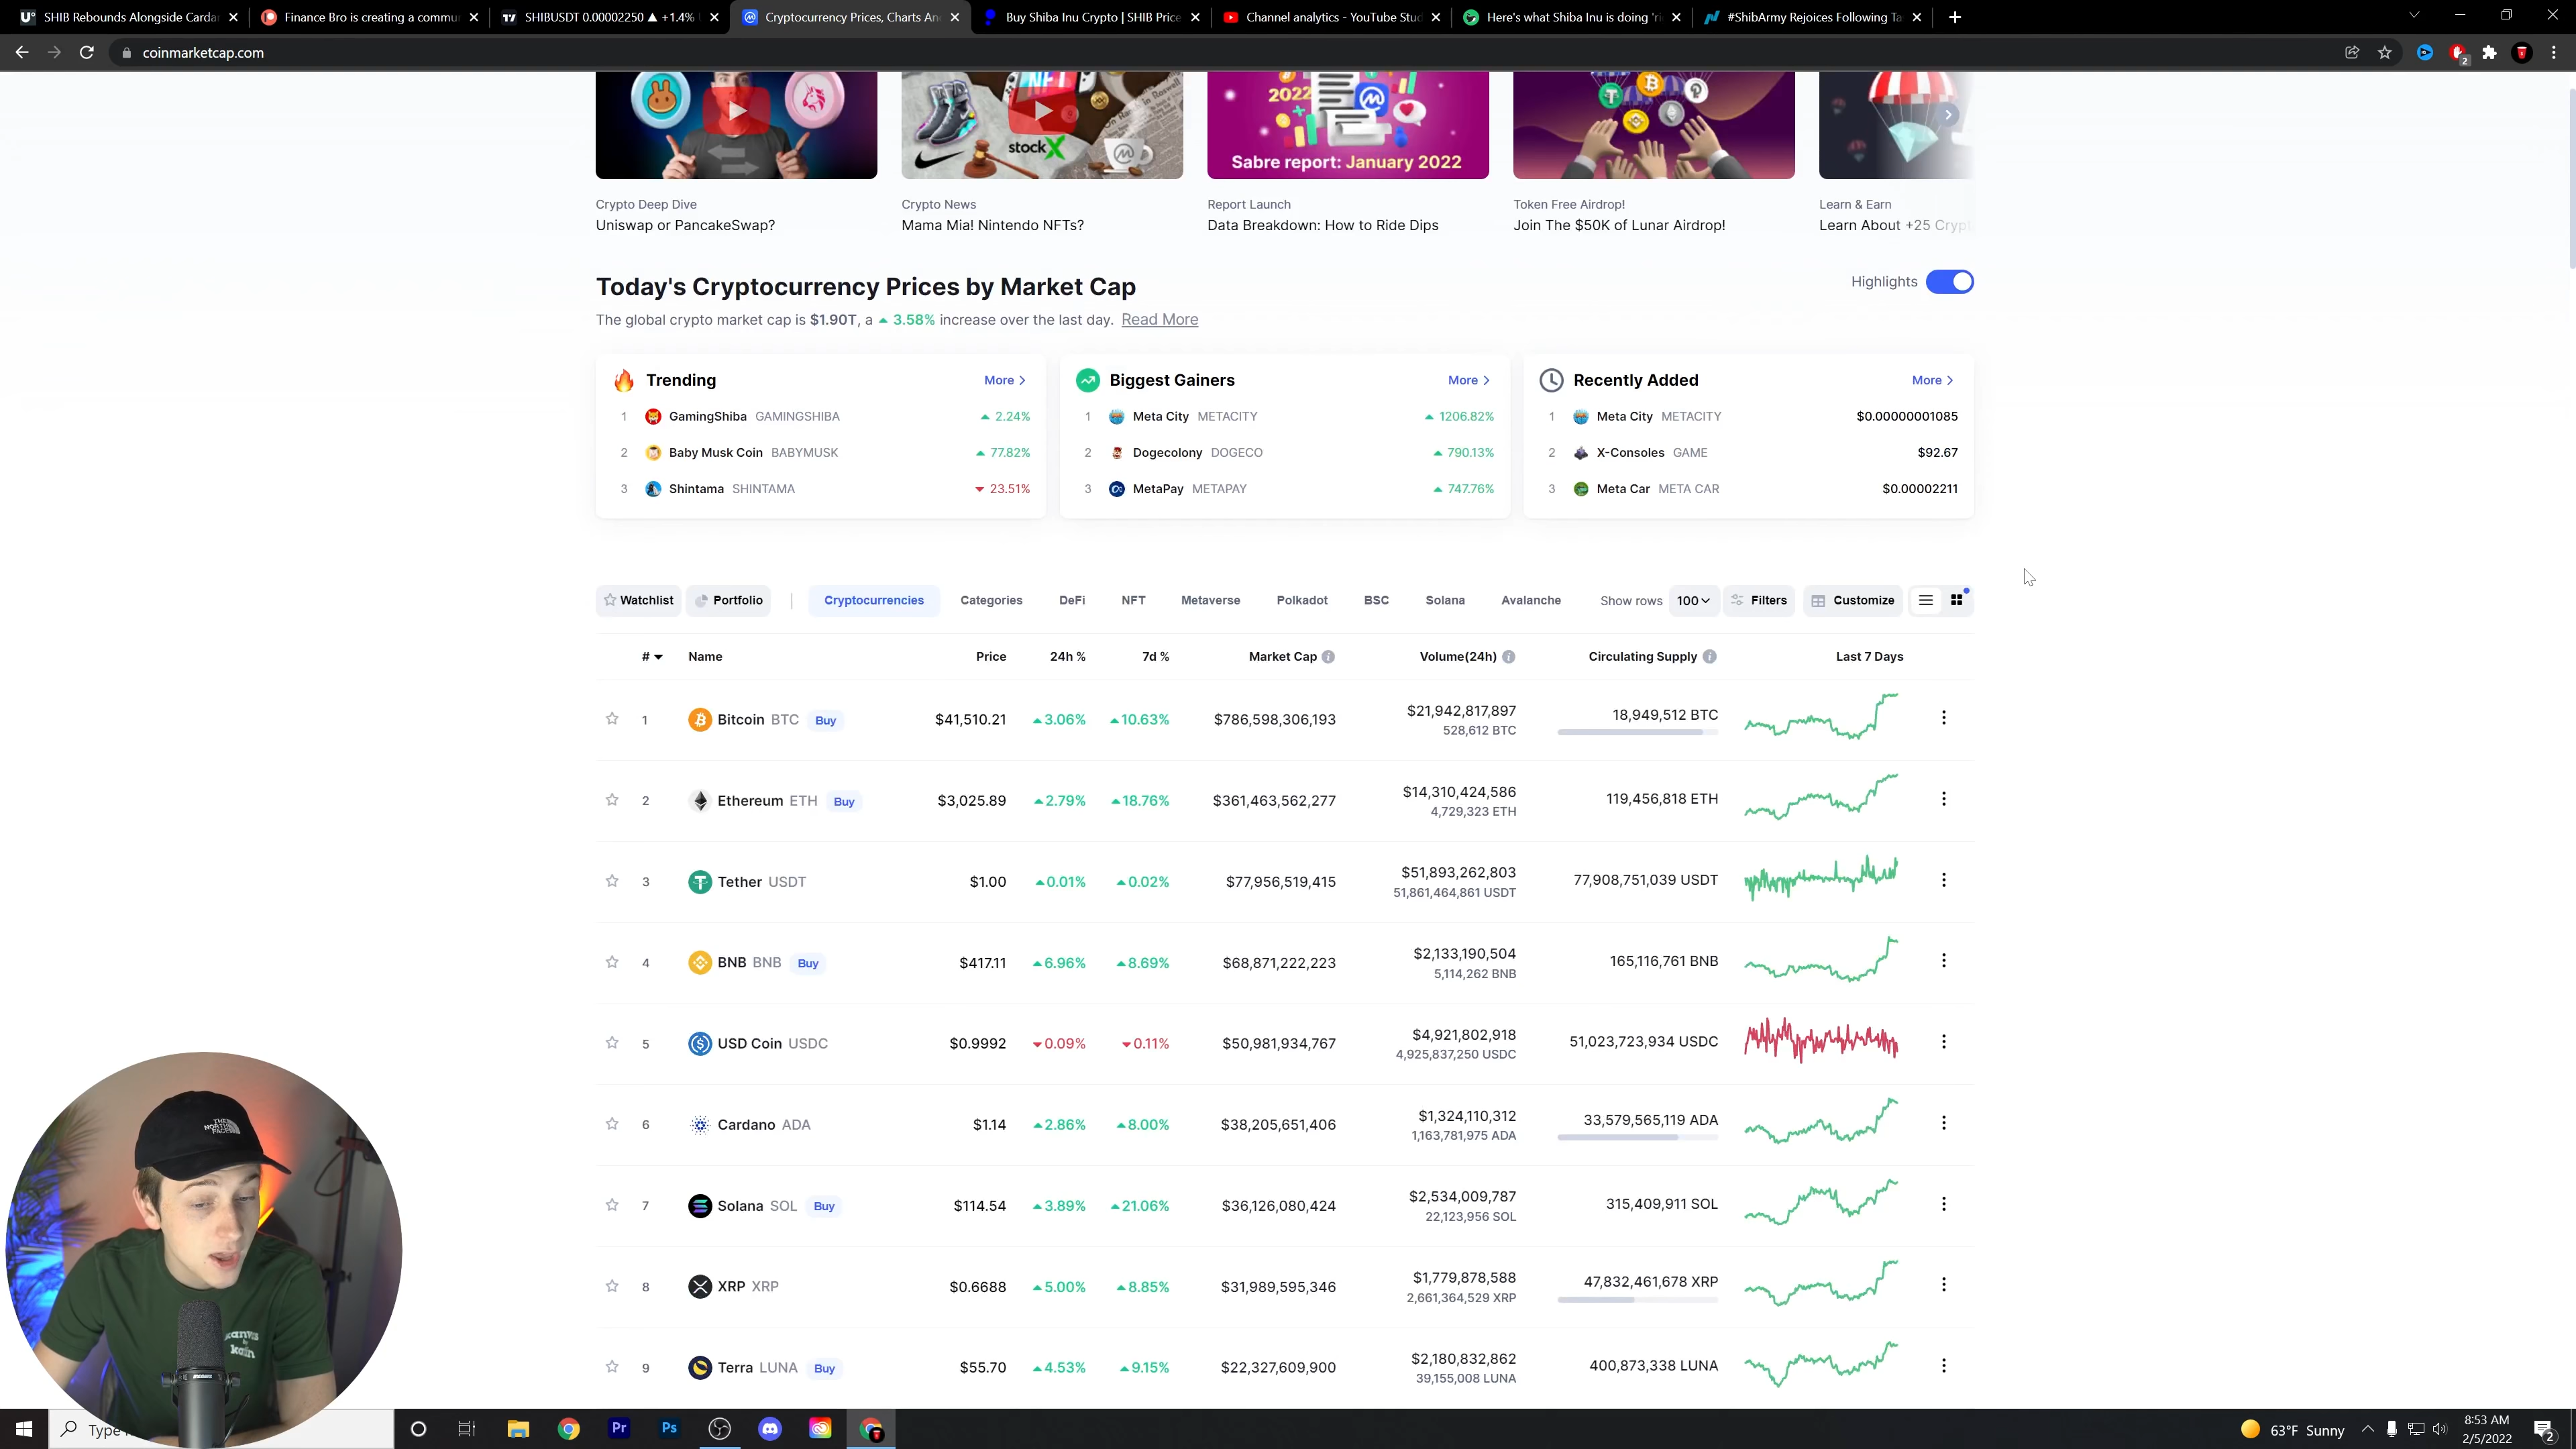 SHIB Rebounds Alongside Cardar
Finance Bro is creating a commur
SHIBUSDT 0.00002250 ▲ +1.4%
Cryptocurrency Prices, Charts An
Buy Shiba Inu Crypto | SHIB Price
Channel analytics - YouTube Stud
Here's what Shiba Inu is doing 'ri
#ShibArmy Rejoices Following Ta
coinmarketcap.com
2
NFT
stockX
2022
Sabre report: January 2022
Crypto Deep Dive
Uniswap or PancakeSwap?
Crypto News
Mama Mia! Nintendo NFTs?
Report Launch
Data Breakdown: How to Ride Dips
Token Free Airdrop!
Join The $50K of Lunar Airdrop!
Learn & Earn
Learn About +25 Crypt
Today's Cryptocurrency Prices by Market Cap
Highlights
The global crypto market cap is $1.90T, a ▲ 3.58% increase over the last day. Read More
Trending More >
1 GamingShiba GAMINGSHIBA ▲ 2.24%
2 Baby Musk Coin BABYMUSK ▲ 77.82%
3 Shintama SHINTAMA ▼ 23.51%
Biggest Gainers More >
1 Meta City METACITY ▲ 1206.82%
2 Dogecolony DOGECO ▲ 790.13%
3 MetaPay METAPAY ▲ 747.76%
Recently Added More >
1 Meta City METACITY $0.00000001085
2 X-Consoles GAME $92.67
3 Meta Car META CAR $0.00002211
Watchlist Portfolio | Cryptocurrencies Categories DeFi NFT Metaverse Polkadot BSC Solana Avalanche Show rows 100 Filters Customize
# Name Price 24h % 7d % Market Cap Volume(24h) Circulating Supply Last 7 Days
1 Bitcoin BTC Buy $41,510.21 ▲3.06% ▲10.63% $786,598,306,193 $21,942,817,897 18,949,512 BTC
528,612 BTC
2 Ethereum ETH Buy $3,025.89 ▲2.79% ▲18.76% $361,463,562,277 $14,310,424,586 119,456,818 ETH
4,729,323 ETH
3 Tether USDT $1.00 ▲0.01% ▲0.02% $77,956,519,415 $51,893,262,803 77,908,751,039 USDT
51,861,464,861 USDT
4 BNB BNB Buy $417.11 ▲6.96% ▲8.69% $68,871,222,223 $2,133,190,504 165,116,761 BNB
5,114,262 BNB
5 USD Coin USDC $0.9992 ▼0.09% ▼0.11% $50,981,934,767 $4,921,802,918 51,023,723,934 USDC
4,925,837,250 USDC
6 Cardano ADA $1.14 ▲2.86% ▲8.00% $38,205,651,406 $1,324,110,312 33,579,565,119 ADA
1,163,781,975 ADA
7 Solana SOL Buy $114.54 ▲3.89% ▲21.06% $36,126,080,424 $2,534,009,787 315,409,911 SOL
22,123,956 SOL
8 XRP XRP $0.6688 ▲5.00% ▲8.85% $31,989,595,346 $1,779,878,588 47,832,461,678 XRP
2,661,364,529 XRP
9 Terra LUNA Buy $55.70 ▲4.53% ▲9.15% $22,327,609,900 $2,180,832,862 400,873,338 LUNA
39,155,008 LUNA
THE
NORTH
FACE
Type
Pr
Ps
63°F Sunny
8:53 AM
2/5/2022
2